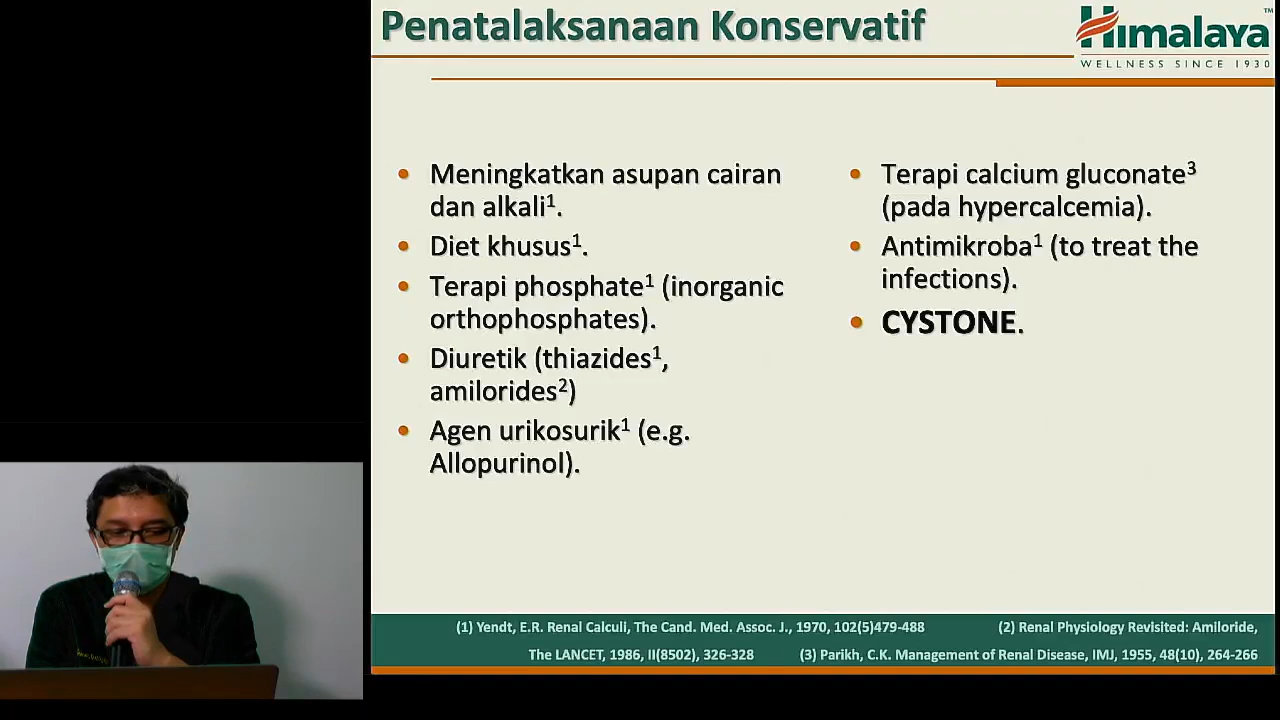 Penatalaksanaan Konservatif
Himalaya™
WELLNESS SINCE 1930
• Meningkatkan asupan cairan
dan alkali¹.
• Diet khusus¹.
• Terapi phosphate¹ (inorganic
orthophosphates).
• Diuretik (thiazides¹,
amilorides²)
• Agen urikosurik¹ (e.g.
Allopurinol).
• Terapi calcium gluconate³
(pada hypercalcemia).
• Antimikroba¹ (to treat the
infections).
• CYSTONE.
(1) Yendt, E.R. Renal Calculi, The Cand. Med. Assoc. J., 1970, 102(5)479-488 (2) Renal Physiology Revisited: Amiloride,
The LANCET, 1986, II(8502), 326-328 (3) Parikh, C.K. Management of Renal Disease, IMJ, 1955, 48(10), 264-266